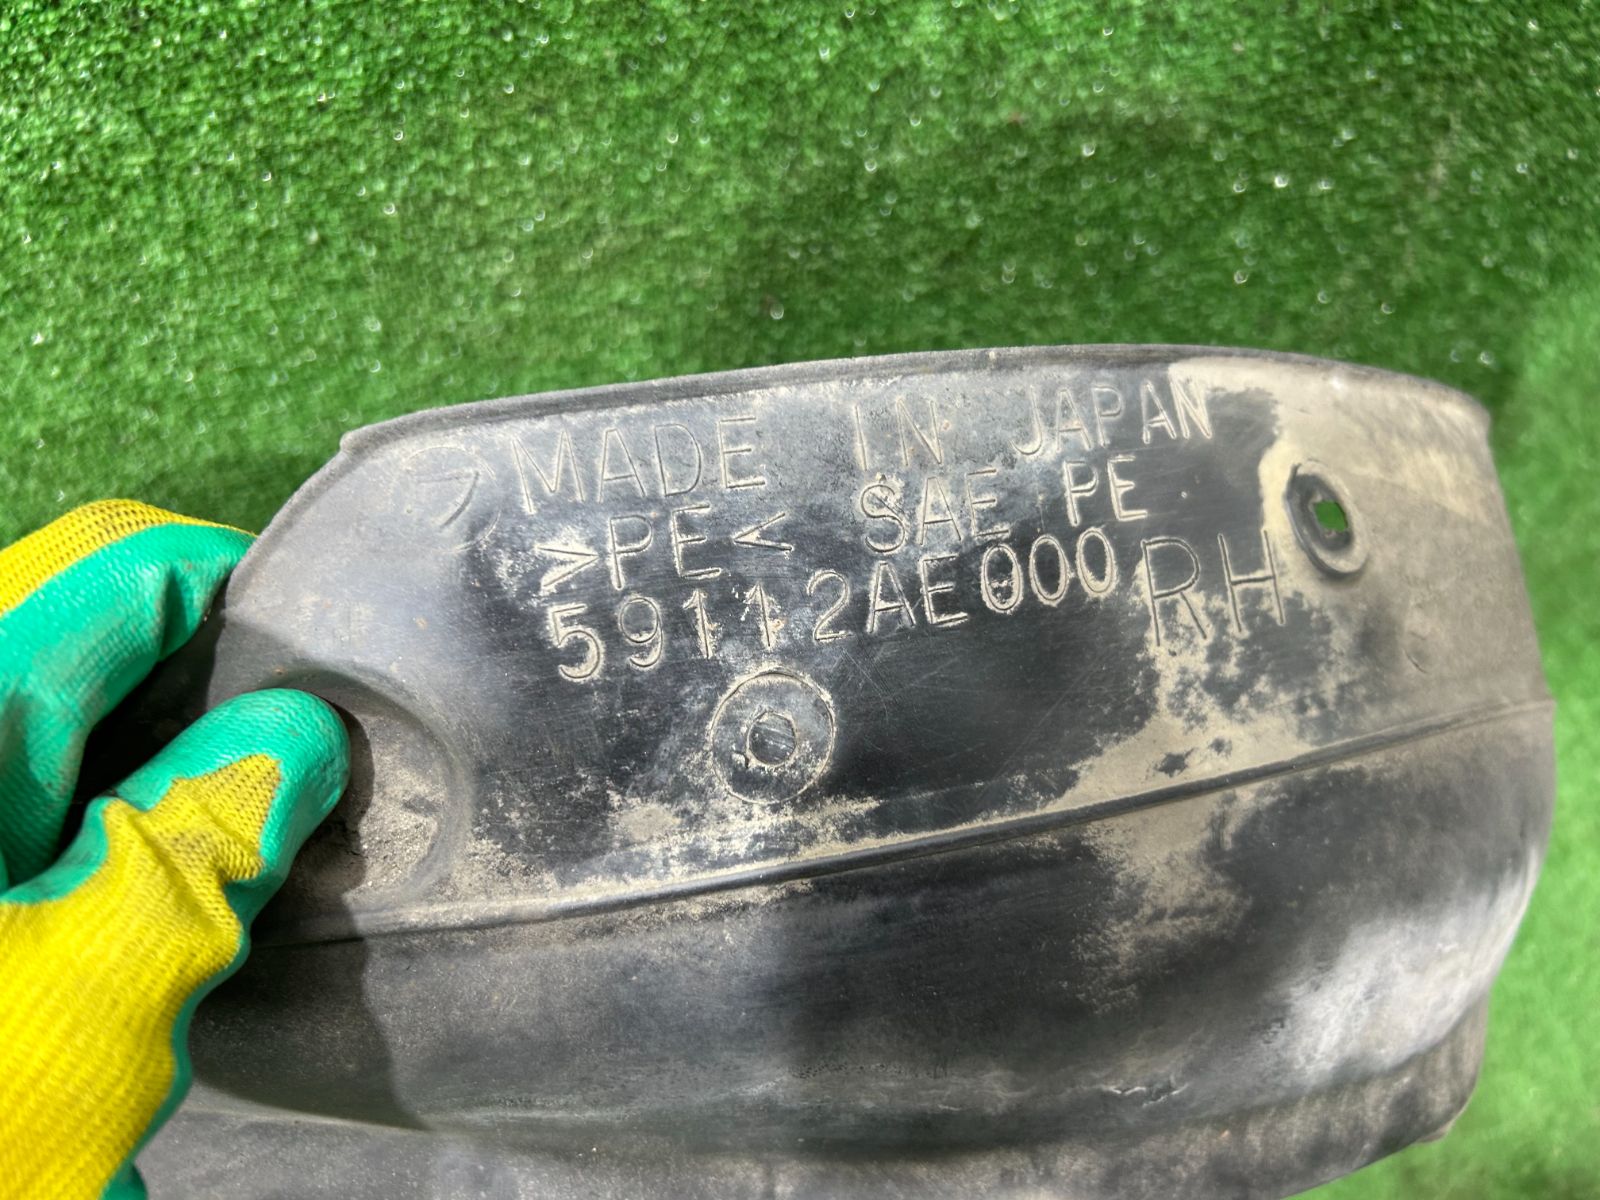 MADE IN JAPAN
>PE< SAE PE
59112AE000 RH